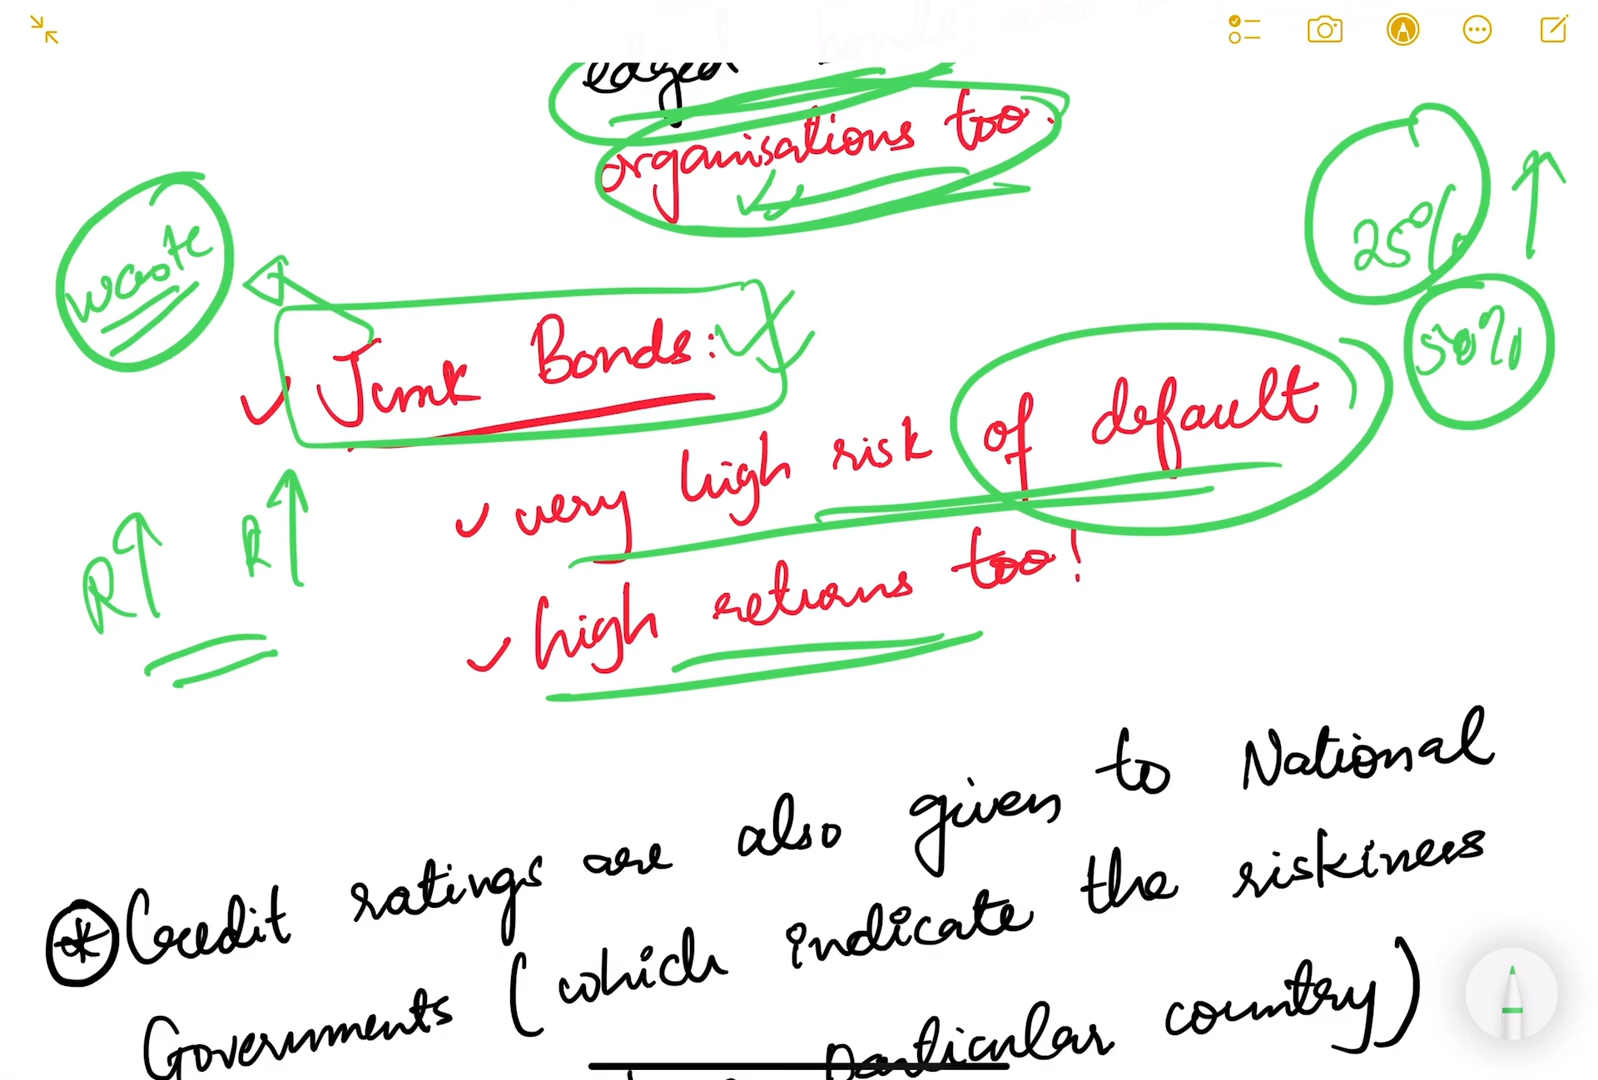 edged
organisations too.
waste
25%
50%
Junk Bonds:
very high risk of default
R↑ R↑
high returns too!
* Credit ratings are also given to National
Governments (which indicate the riskiness
particular country)